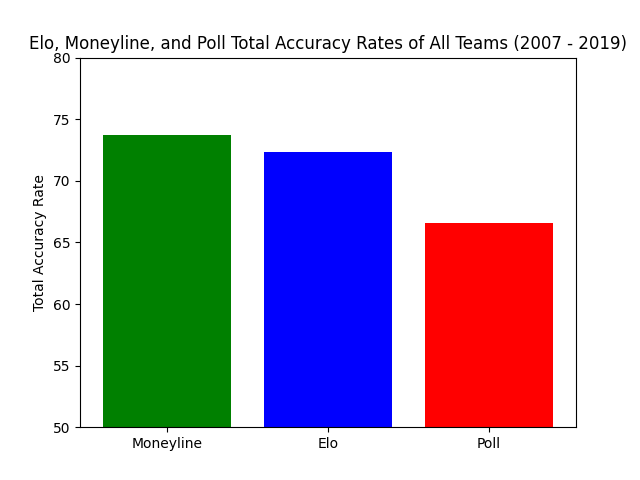 Elo, Moneyline, and Poll Total Accuracy Rates of All Teams (2007 - 2019)
80
75
70
65
60
55
50
Total Accuracy Rate
Moneyline
Elo
Poll